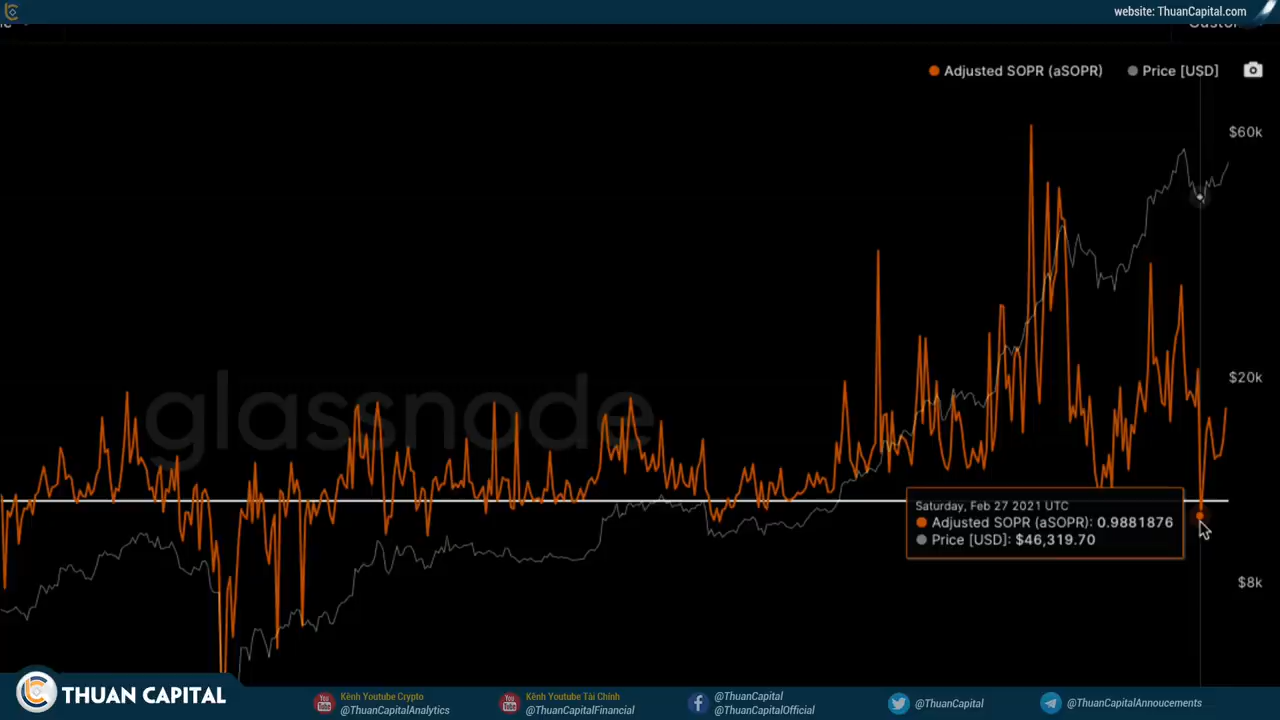 website: ThuanCapital.com
Adjusted SOPR (aSOPR)
Price [USD]
$60k
glassnode
$20k
Saturday, Feb 27 2021 UTC
Adjusted SOPR (aSOPR): 0.9881876
Price [USD]: $46,319.70
$8k
THUAN CAPITAL
You
Kênh Youtube Crypto
@ThuanCapitalAnalytics
You
Kênh Youtube Tài Chính
@ThuanCapitalFinancial
@ThuanCapital
@ThuanCapitalOfficial
@ThuanCapital
@ThuanCapitalAnnoucements